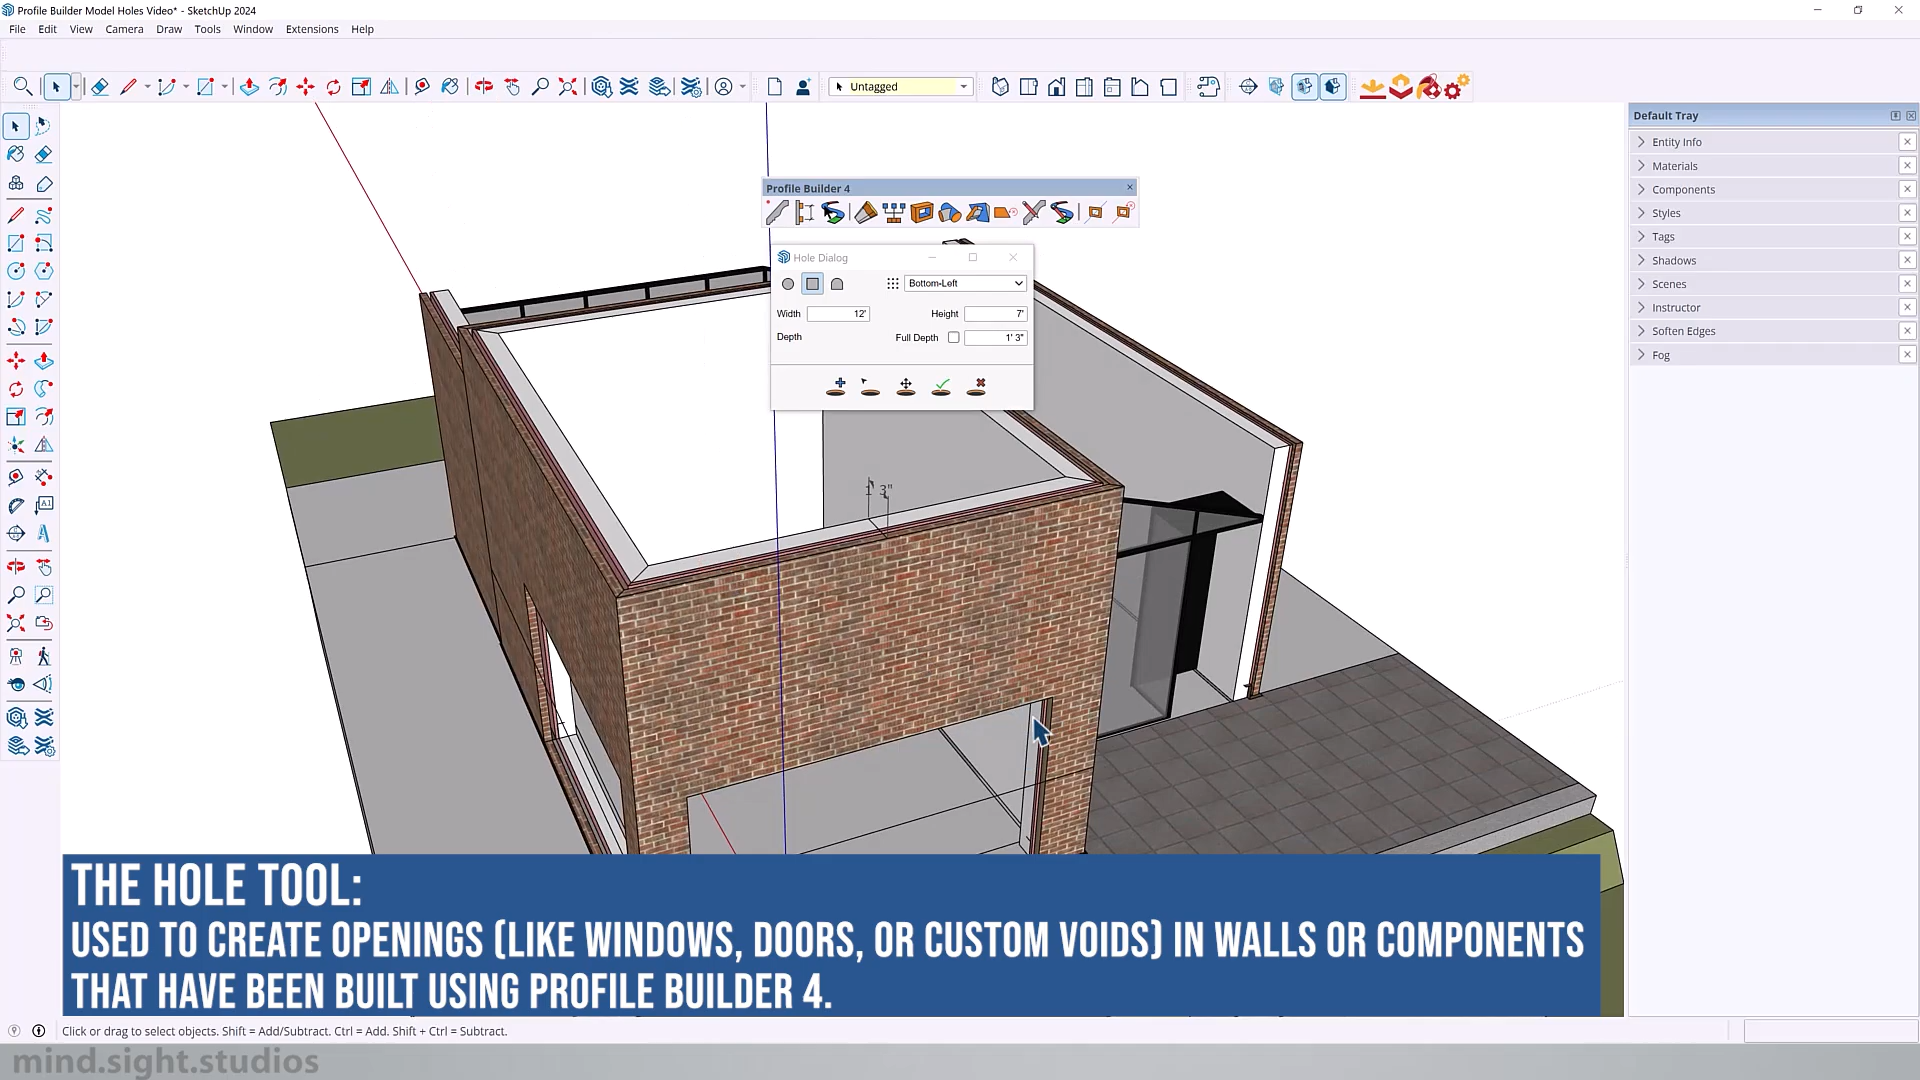 Profile Builder Model Holes Video* - SketchUp 2024
File Edit View Camera Draw Tools Window Extensions Help
Untagged
Default Tray
Entity Info
Materials
Components
Styles
Tags
Shadows
Scenes
Instructor
Soften Edges
Fog
Profile Builder 4
Hole Dialog
Bottom-Left
Width 12' Height 7'
Depth Full Depth 1' 3"
1' 3"
A1
THE HOLE TOOL:
USED TO CREATE OPENINGS (LIKE WINDOWS, DOORS, OR CUSTOM VOIDS) IN WALLS OR COMPONENTS
THAT HAVE BEEN BUILT USING PROFILE BUILDER 4.
Click or drag to select objects. Shift = Add/Subtract. Ctrl = Add. Shift + Ctrl = Subtract.
mind.sight.studios